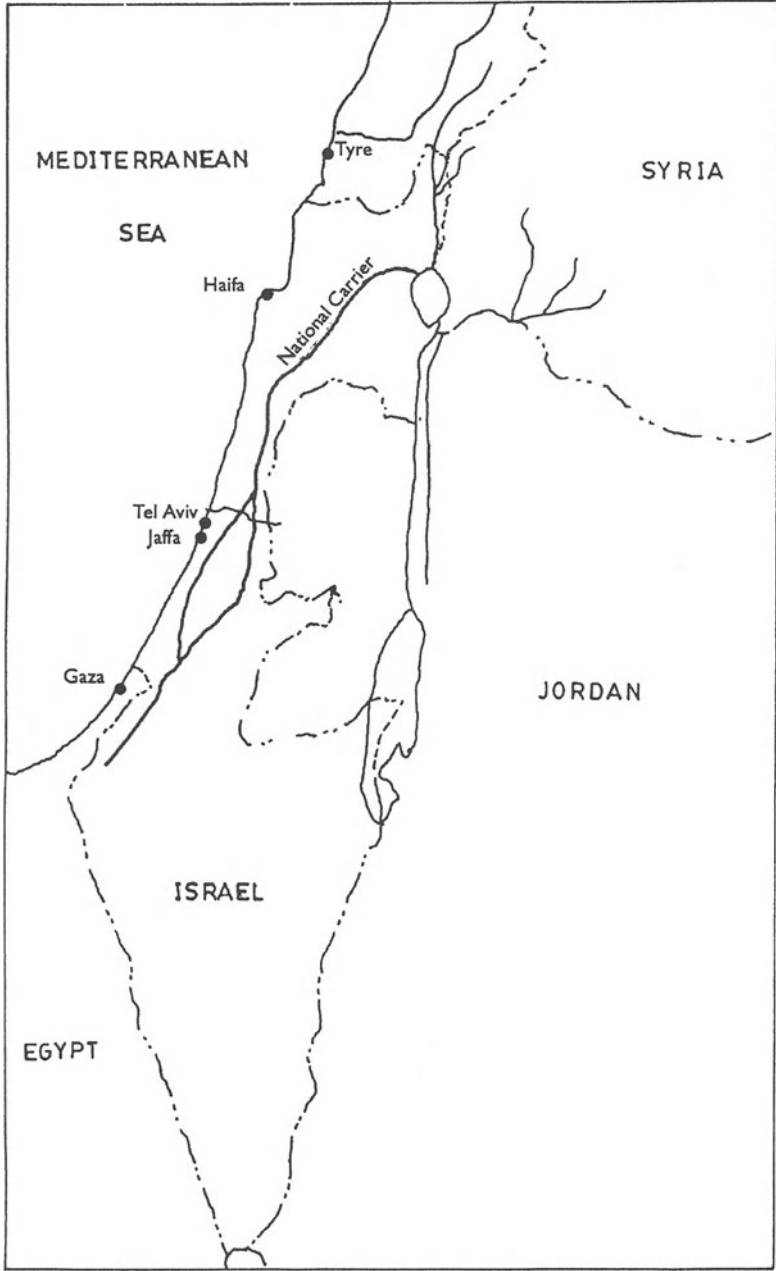 Tyre
MEDITERRANEAN
SEA
SYRIA
Haifa
National Carrier
Tel Aviv
Jaffa
Gaza
JORDAN
ISRAEL
EGYPT